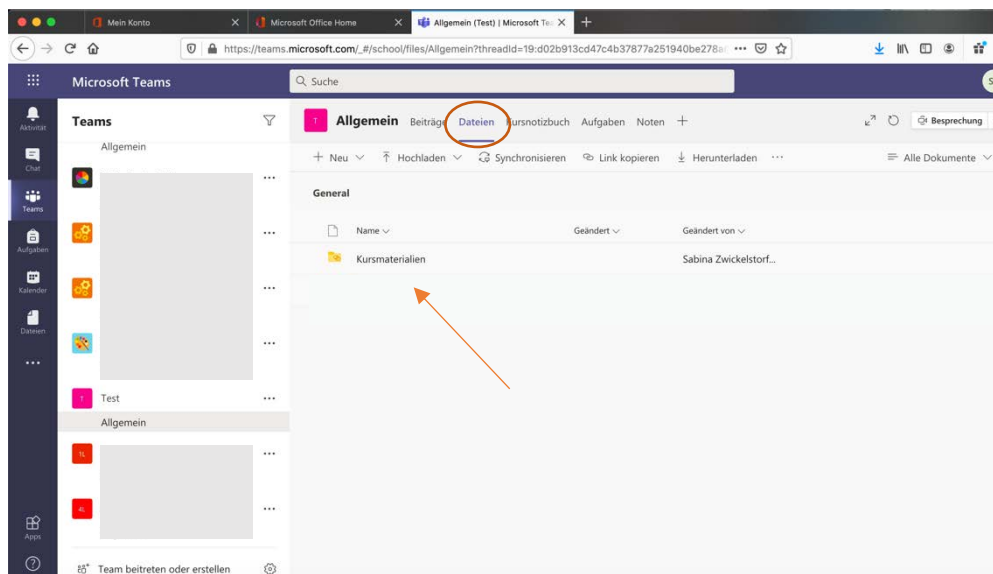 Mein Konto
Microsoft Office Home
Allgemein (Test) | Microsoft Tea
https://teams.microsoft.com/_#/school/files/Allgemein?threadId=19:d02b913cd47c4b37877a251940be278a
Microsoft Teams
Suche
S
Aktivität
Chat
Teams
Aufgaben
Kalender
Dateien
Apps
Teams
Allgemein
T Test
Allgemein
1L
4L
Team beitreten oder erstellen
T Allgemein Beiträge Dateien Kursnotizbuch Aufgaben Noten
Besprechung
Neu Hochladen Synchronisieren Link kopieren Herunterladen
Alle Dokumente
General
Name Geändert Geändert von
Kursmaterialien Sabina Zwickelstorf...